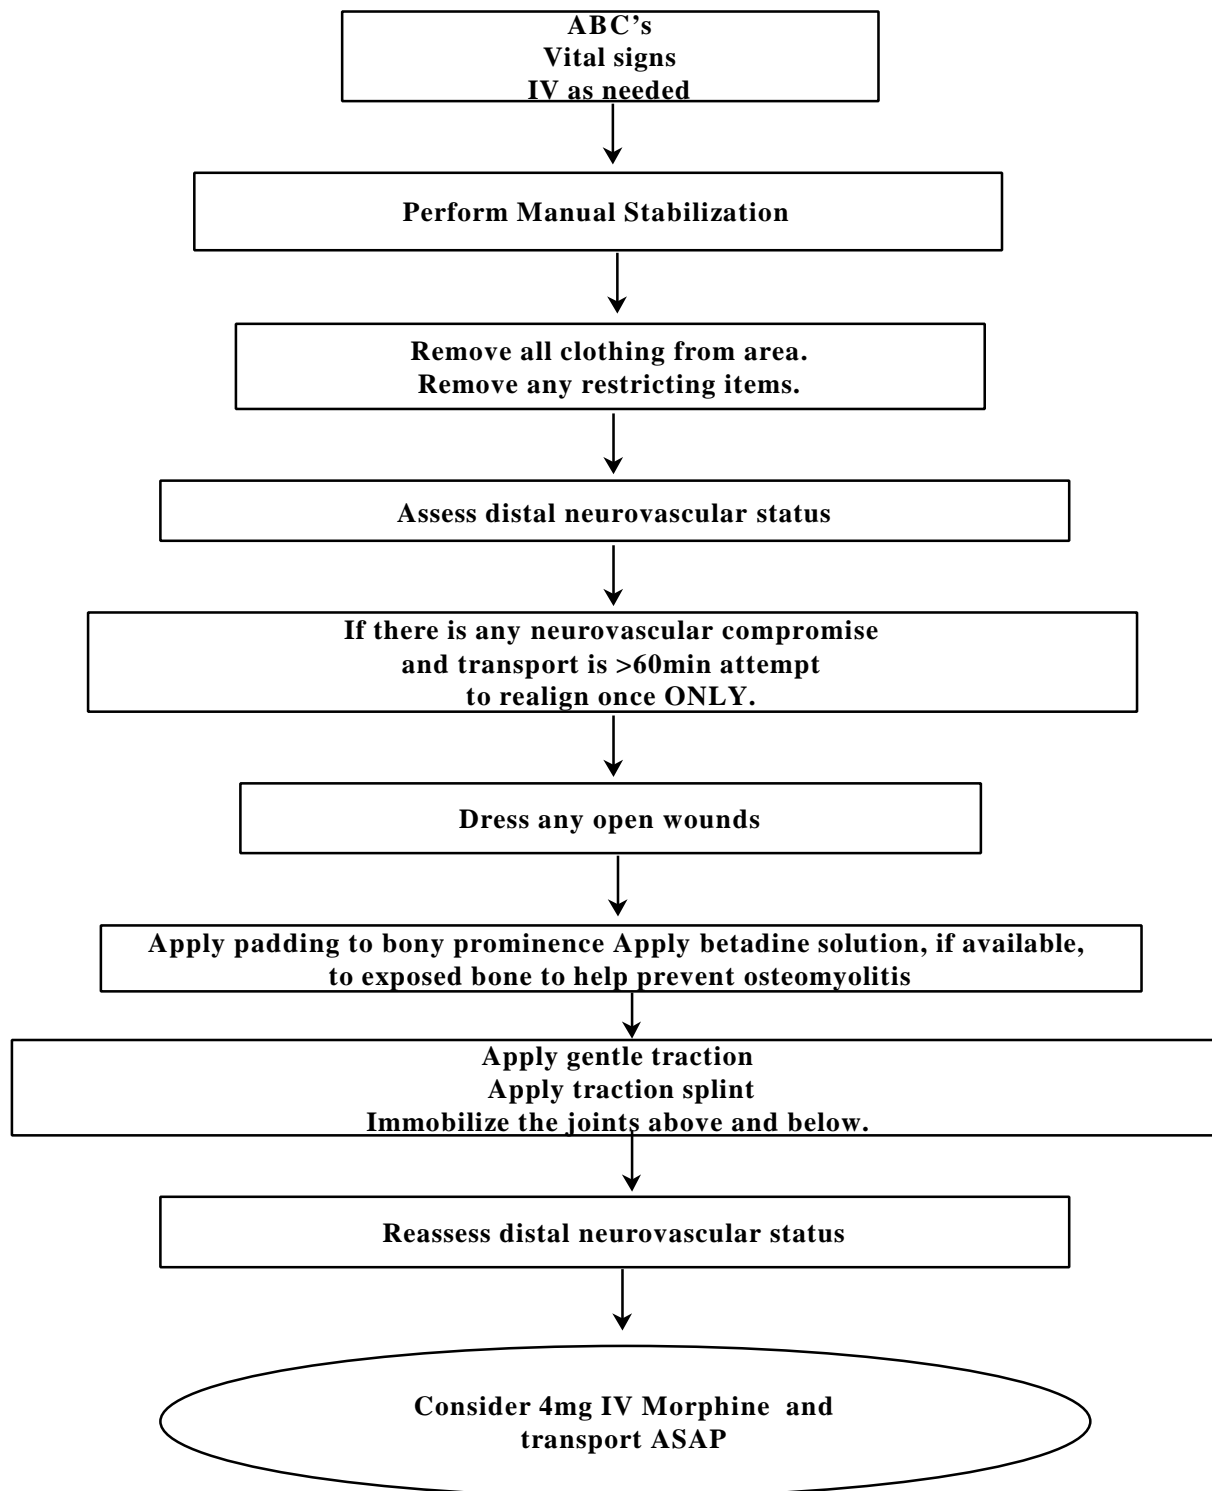 ABC’s
Vital signs
IV as needed
Perform Manual Stabilization
Remove all clothing from area.
Remove any restricting items.
Assess distal neurovascular status
If there is any neurovascular compromise
and transport is >60min attempt
to realign once ONLY.
Dress any open wounds
Apply padding to bony prominence Apply betadine solution, if available,
to exposed bone to help prevent osteomyolitis
Apply gentle traction
Apply traction splint
Immobilize the joints above and below.
Reassess distal neurovascular status
Consider 4mg IV Morphine and
transport ASAP